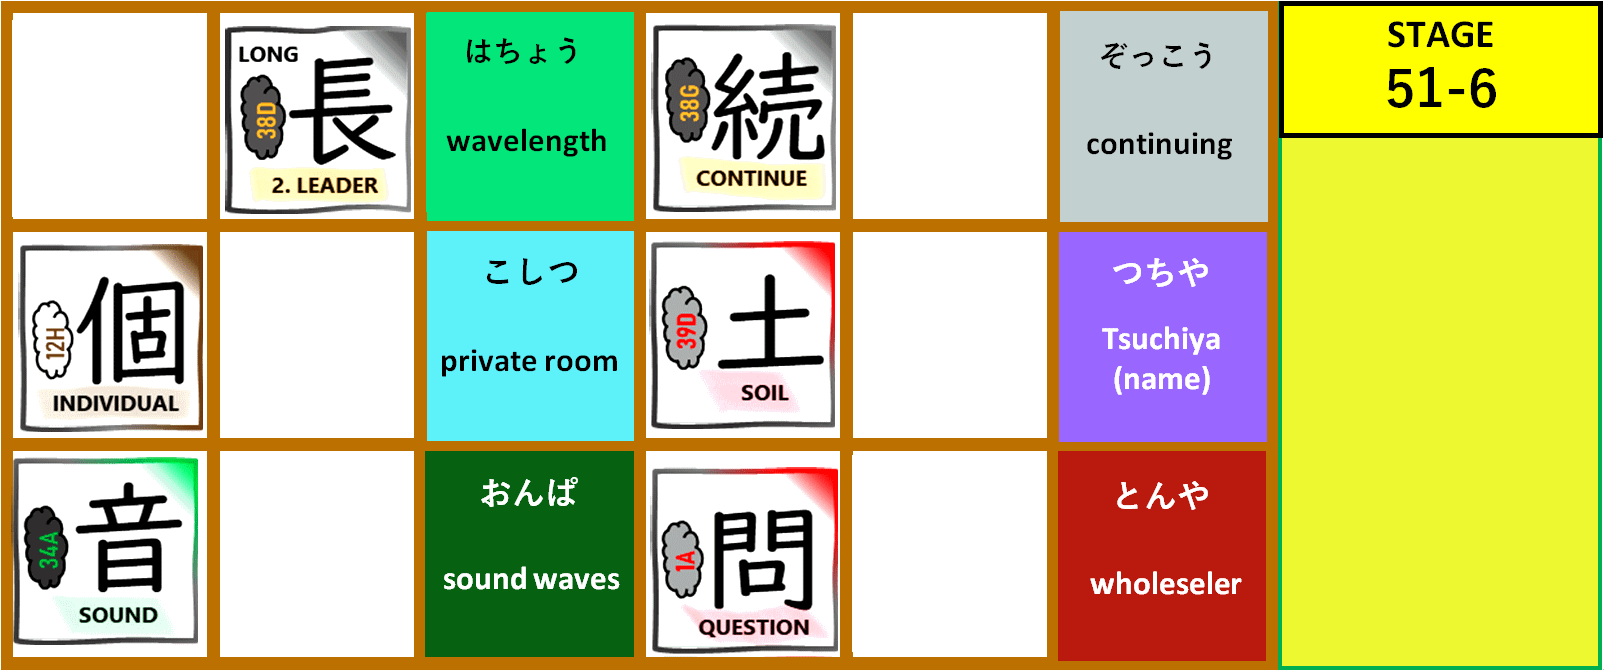 LONG
38D
長
2. LEADER
はちょう
wavelength
38G
続
CONTINUE
ぞっこう
continuing
STAGE
51-6
12H
個
INDIVIDUAL
こしつ
private room
39D
土
SOIL
つちや
Tsuchiya
(name)
34A
音
SOUND
おんぱ
sound waves
1A
問
QUESTION
とんや
wholeseler